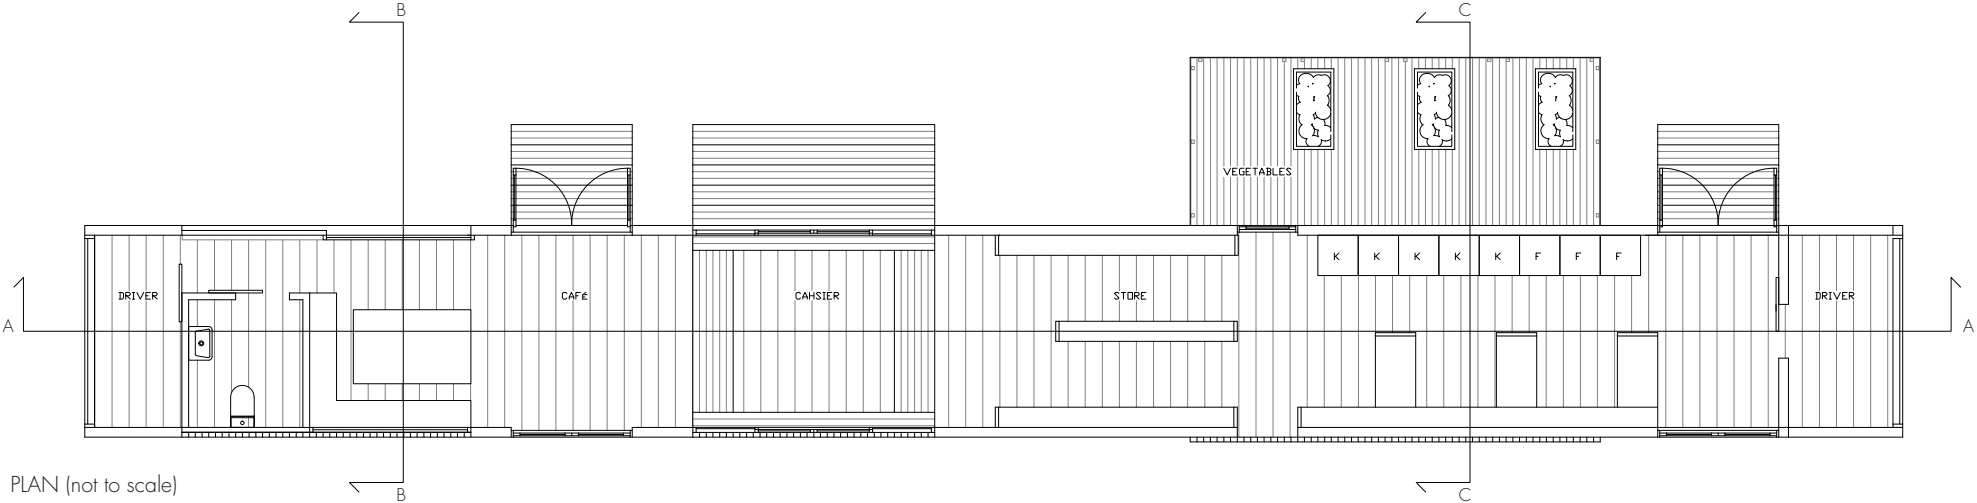 B
C
VEGETABLES
K K K K K F F F
DRIVER
CAFÉ
CAHSIER
STORE
DRIVER
A
A
PLAN (not to scale)
B
C